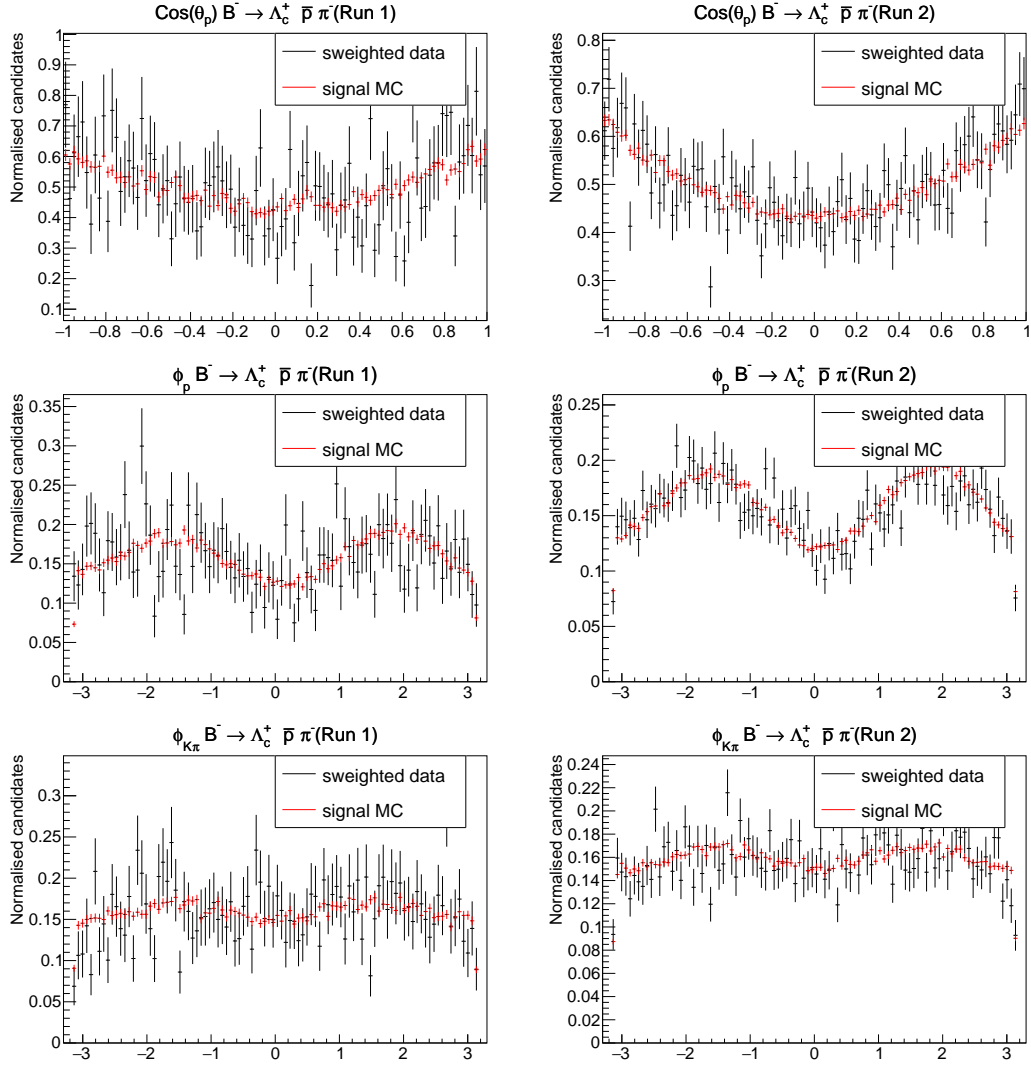 Cos(θp) B⁻ → Λc⁺ p̅ π⁻(Run 1)
Normalised candidates
1
0.9
0.8
0.7
0.6
0.5
0.4
0.3
0.2
0.1
sweighted data
signal MC
−1 −0.8 −0.6 −0.4 −0.2 0 0.2 0.4 0.6 0.8 1
Cos(θp) B⁻ → Λc⁺ p̅ π⁻(Run 2)
Normalised candidates
0.8
0.7
0.6
0.5
0.4
0.3
sweighted data
signal MC
−1 −0.8 −0.6 −0.4 −0.2 0 0.2 0.4 0.6 0.8 1
ϕp B⁻ → Λc⁺ p̅ π⁻(Run 1)
Normalised candidates
0.35
0.3
0.25
0.2
0.15
0.1
0.05
0
sweighted data
signal MC
−3 −2 −1 0 1 2 3
ϕp B⁻ → Λc⁺ p̅ π⁻(Run 2)
Normalised candidates
0.25
0.2
0.15
0.1
0.05
0
sweighted data
signal MC
−3 −2 −1 0 1 2 3
ϕKπ B⁻ → Λc⁺ p̅ π⁻(Run 1)
Normalised candidates
0.3
0.25
0.2
0.15
0.1
0.05
0
sweighted data
signal MC
−3 −2 −1 0 1 2 3
ϕKπ B⁻ → Λc⁺ p̅ π⁻(Run 2)
Normalised candidates
0.24
0.22
0.2
0.18
0.16
0.14
0.12
0.1
0.08
0.06
0.04
0.02
0
sweighted data
signal MC
−3 −2 −1 0 1 2 3